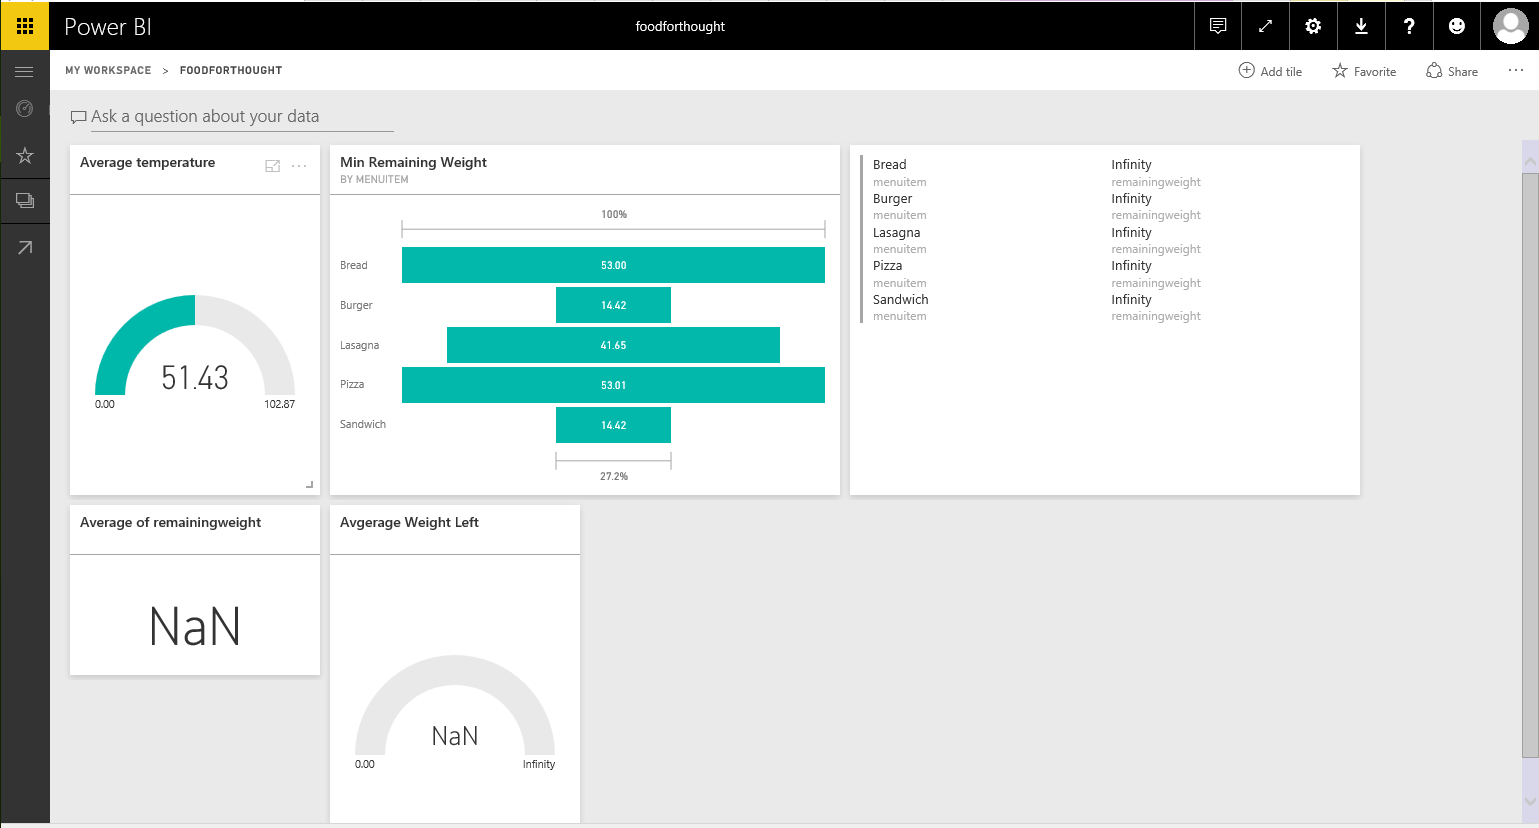 Power BI
foodforthought
?
MY WORKSPACE > FOODFORTHOUGHT
Add tile
Favorite
Share
Ask a question about your data
Average temperature
51.43
0.00
102.87
Min Remaining Weight
BY MENUITEM
100%
Bread 53.00
Burger 14.42
Lasagna 41.65
Pizza 53.01
Sandwich 14.42
27.2%
Bread Infinity
menuitem remainingweight
Burger Infinity
menuitem remainingweight
Lasagna Infinity
menuitem remainingweight
Pizza Infinity
menuitem remainingweight
Sandwich Infinity
menuitem remainingweight
Average of remainingweight
NaN
Avgerage Weight Left
NaN
0.00
Infinity